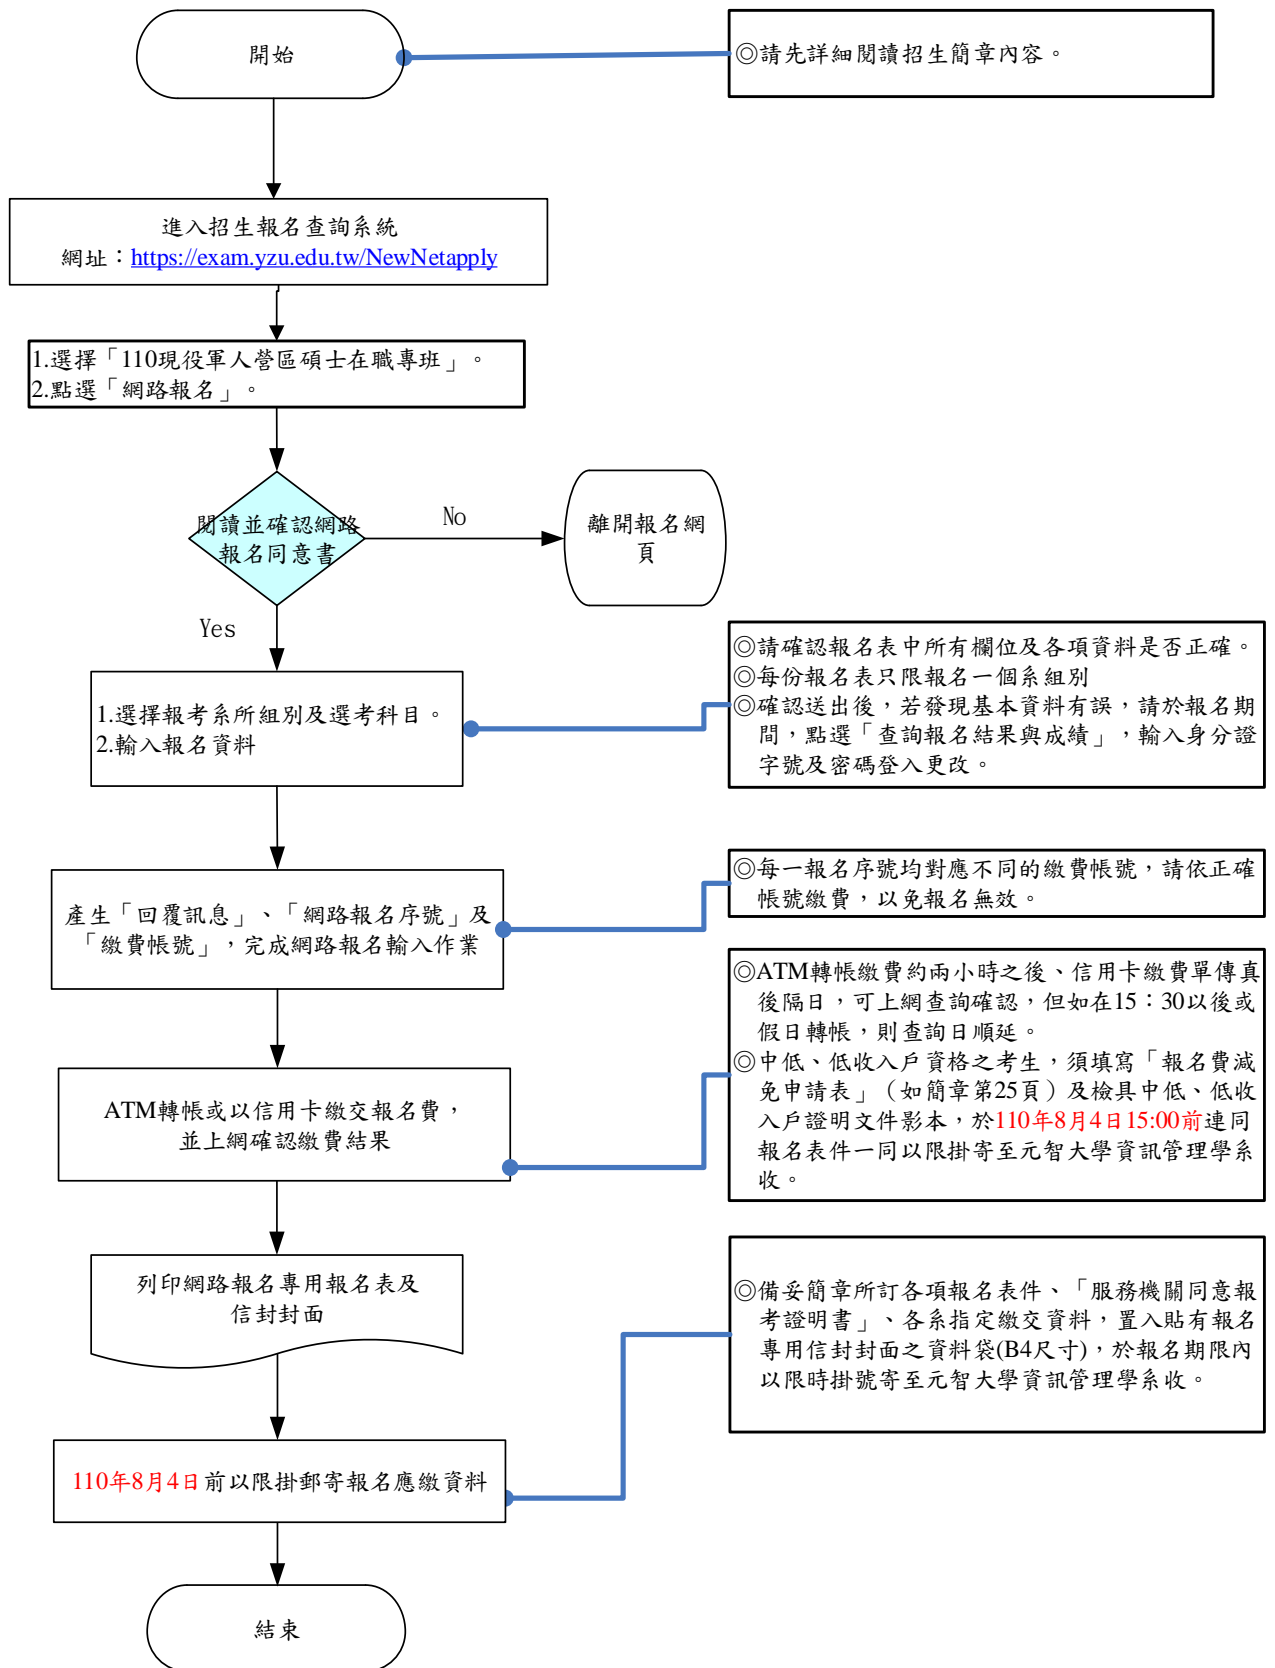 開始
◎請先詳細閱讀招生簡章內容。
進入招生報名查詢系統
網址：https://exam.yzu.edu.tw/NewNetapply
1.選擇「110現役軍人營區碩士在職專班」。
2.點選「網路報名」。
閱讀並確認網路
報名同意書
No
離開報名網
頁
Yes
1.選擇報考系所組別及選考科目。
2.輸入報名資料
◎請確認報名表中所有欄位及各項資料是否正確。
◎每份報名表只限報名一個系組別
◎確認送出後，若發現基本資料有誤，請於報名期
間，點選「查詢報名結果與成績」，輸入身分證
字號及密碼登入更改。
產生「回覆訊息」、「網路報名序號」及
「繳費帳號」，完成網路報名輸入作業
◎每一報名序號均對應不同的繳費帳號，請依正確
帳號繳費，以免報名無效。
ATM轉帳或以信用卡繳交報名費，
並上網確認繳費結果
◎ATM轉帳繳費約兩小時之後、信用卡繳費單傳真
後隔日，可上網查詢確認，但如在15：30以後或
假日轉帳，則查詢日順延。
◎中低、低收入戶資格之考生，須填寫「報名費減
免申請表」（如簡章第25頁）及檢具中低、低收
入戶證明文件影本，於110年8月4日15:00前連同
報名表件一同以限掛寄至元智大學資訊管理學系
收。
列印網路報名專用報名表及
信封封面
◎備妥簡章所訂各項報名表件、「服務機關同意報
考證明書」、各系指定繳交資料，置入貼有報名
專用信封封面之資料袋(B4尺寸)，於報名期限內
以限時掛號寄至元智大學資訊管理學系收。
110年8月4日前以限掛郵寄報名應繳資料
結束